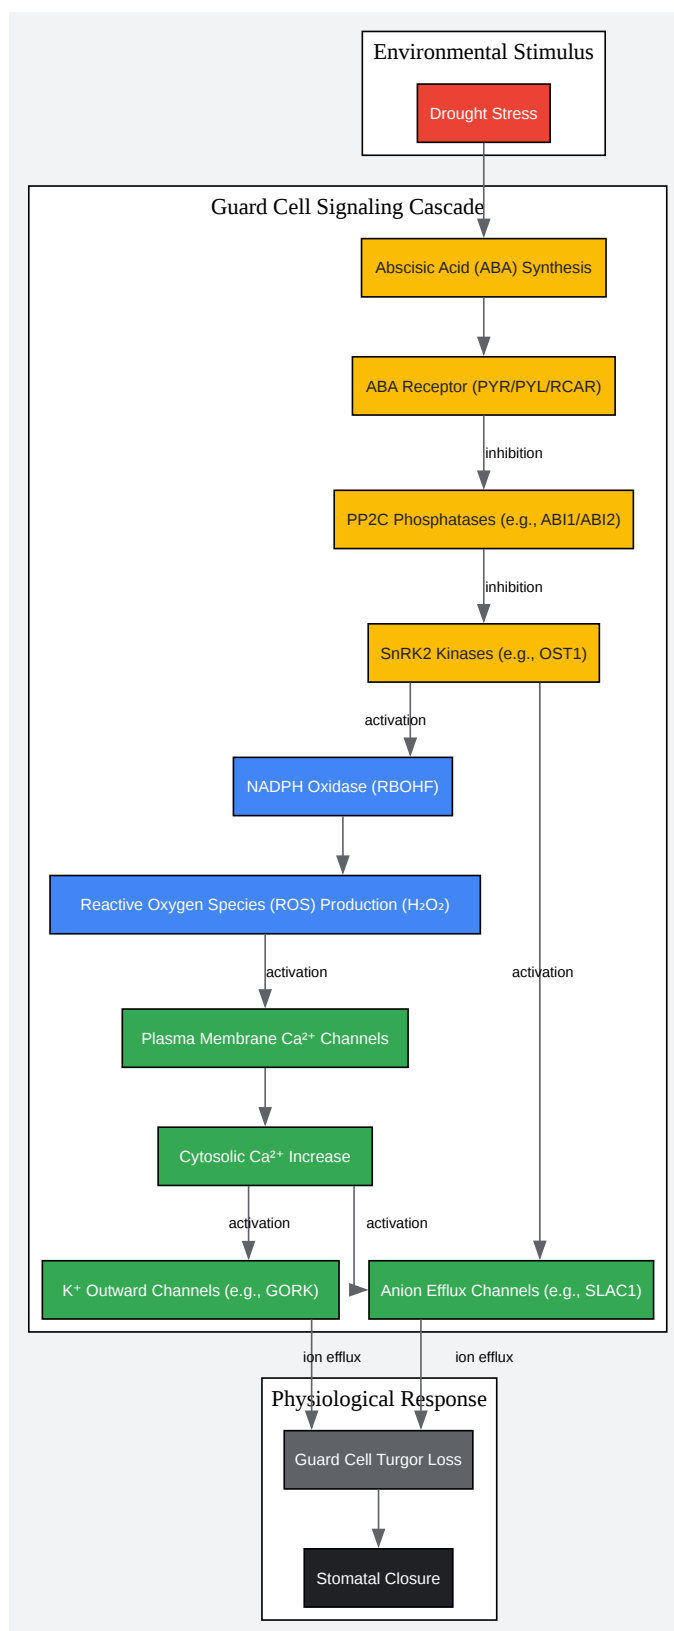 Environmental Stimulus
Drought Stress
Guard Cell Signaling Cascade
Abscisic Acid (ABA) Synthesis
ABA Receptor (PYR/PYL/RCAR)
inhibition
PP2C Phosphatases (e.g., ABI1/ABI2)
inhibition
SnRK2 Kinases (e.g., OST1)
activation
NADPH Oxidase (RBOHF)
Reactive Oxygen Species (ROS) Production (H₂O₂)
activation
activation
Plasma Membrane Ca²⁺ Channels
Cytosolic Ca²⁺ Increase
activation
activation
K⁺ Outward Channels (e.g., GORK)
Anion Efflux Channels (e.g., SLAC1)
ion efflux
ion efflux
Physiological Response
Guard Cell Turgor Loss
Stomatal Closure